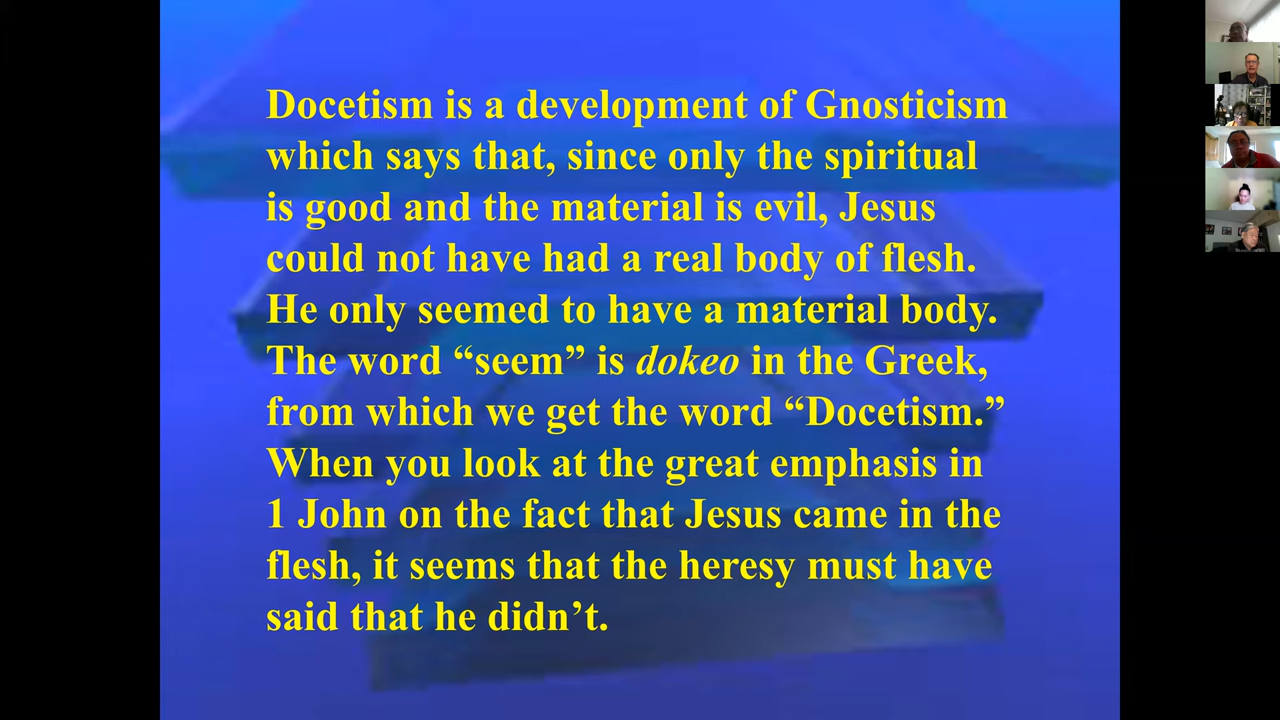 Docetism is a development of Gnosticism
which says that, since only the spiritual
is good and the material is evil, Jesus
could not have had a real body of flesh.
He only seemed to have a material body.
The word “seem” is dokeo in the Greek,
from which we get the word “Docetism.”
When you look at the great emphasis in
1 John on the fact that Jesus came in the
flesh, it seems that the heresy must have
said that he didn’t.